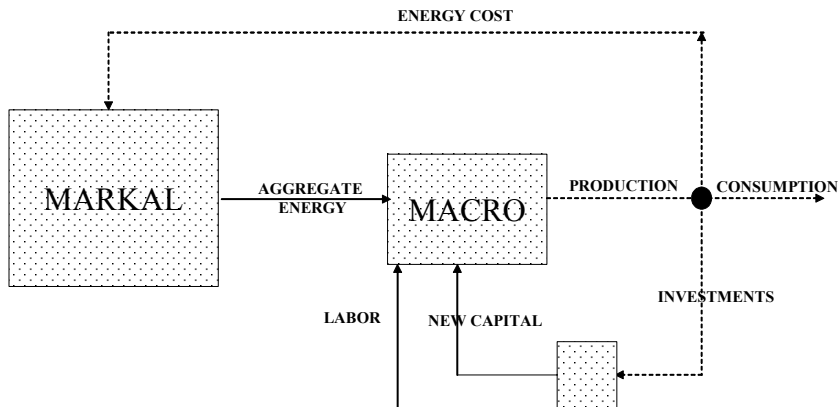 ENERGY COST
MARKAL
AGGREGATE
ENERGY
MACRO
PRODUCTION
CONSUMPTION
LABOR
NEW CAPITAL
INVESTMENTS